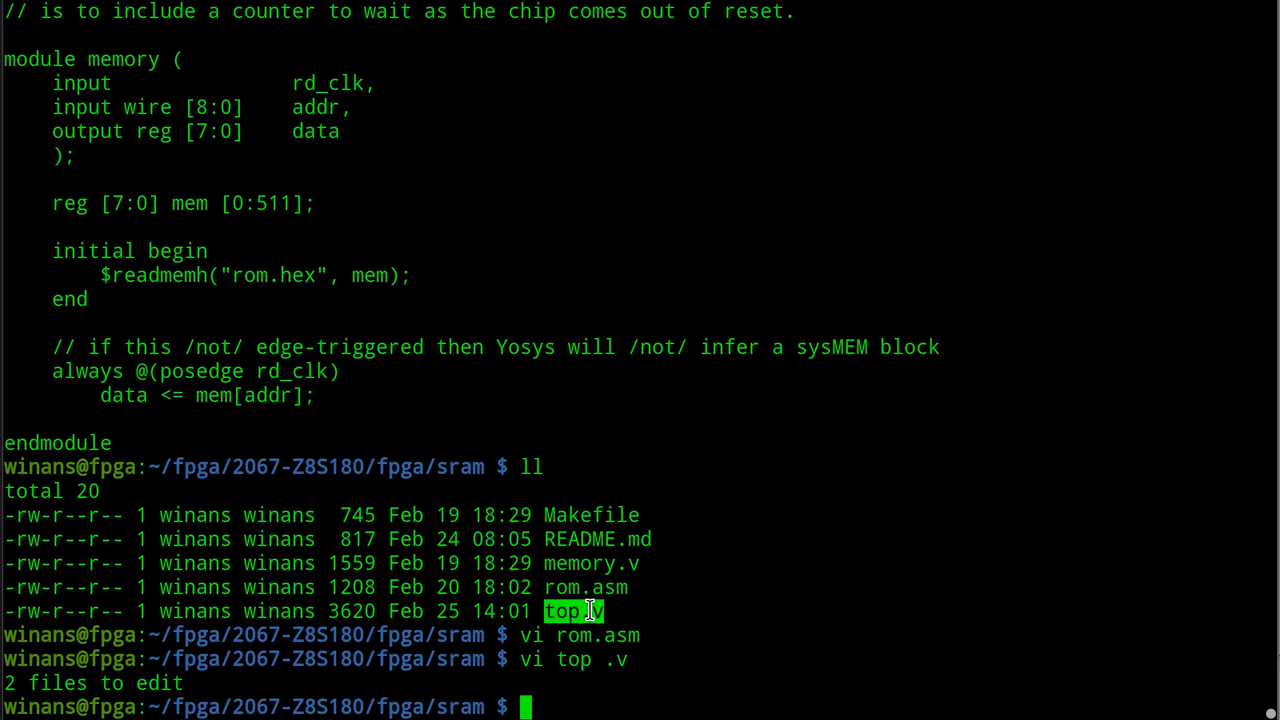 // is to include a counter to wait as the chip comes out of reset.
module memory (
    input               rd_clk,
    input wire [8:0]    addr,
    output reg [7:0]    data
    );
    reg [7:0] mem [0:511];
    initial begin
        $readmemh("rom.hex", mem);
    end
    // if this /not/ edge-triggered then Yosys will /not/ infer a sysMEM block
    always @(posedge rd_clk)
        data <= mem[addr];
endmodule
winans@fpga:~/fpga/2067-Z8S180/fpga/sram $ ll
total 20
-rw-r--r-- 1 winans winans  745 Feb 19 18:29 Makefile
-rw-r--r-- 1 winans winans  817 Feb 24 08:05 README.md
-rw-r--r-- 1 winans winans 1559 Feb 19 18:29 memory.v
-rw-r--r-- 1 winans winans 1208 Feb 20 18:02 rom.asm
-rw-r--r-- 1 winans winans 3620 Feb 25 14:01 top.v
winans@fpga:~/fpga/2067-Z8S180/fpga/sram $ vi rom.asm
winans@fpga:~/fpga/2067-Z8S180/fpga/sram $ vi top .v
2 files to edit
winans@fpga:~/fpga/2067-Z8S180/fpga/sram $